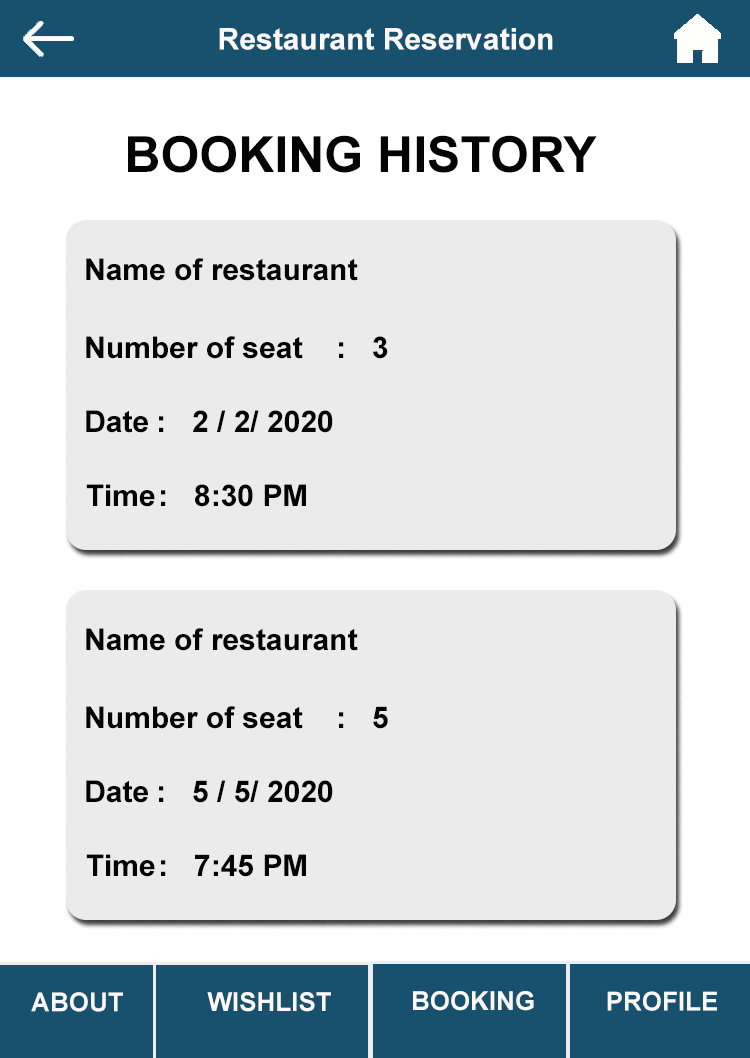 Restaurant Reservation
BOOKING HISTORY
Name of restaurant
Number of seat : 3
Date : 2 / 2/ 2020
Time : 8:30 PM
Name of restaurant
Number of seat : 5
Date : 5 / 5/ 2020
Time : 7:45 PM
ABOUT WISHLIST BOOKING PROFILE